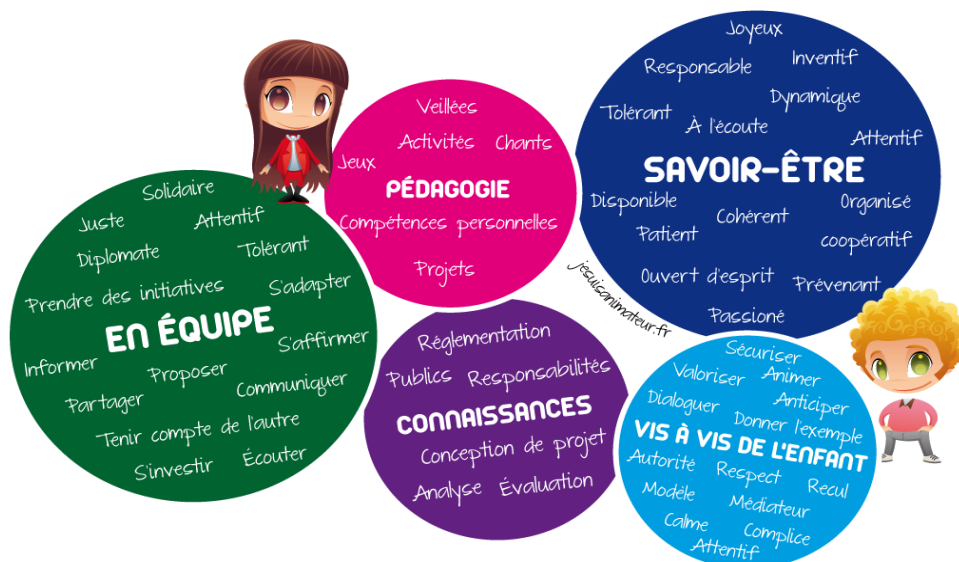 Veillées
Activités
Chants
Jeux
PÉDAGOGIE
Compétences personnelles
Projets
Joyeux
Inventif
Responsable
Dynamique
Tolérant
À l'écoute
Attentif
SAVOIR-ÊTRE
Disponible
Organisé
Cohérent
Patient
coopératif
Ouvert d'esprit
Prévenant
Passioné
jesuisanimateur.fr
Solidaire
Juste
Attentif
Diplomate
Tolérant
Prendre des initiatives
S'adapter
EN ÉQUIPE
S'affirmer
Informer
Proposer
Partager
Communiquer
Tenir compte de l'autre
S'investir
Écouter
Réglementation
Publics
Responsabilités
CONNAISSANCES
Conception de projet
Analyse
Évaluation
Sécuriser
Valoriser
Animer
Dialoguer
Anticiper
Donner l'exemple
VIS À VIS DE L'ENFANT
Autorité
Respect
Recul
Modèle
Médiateur
Calme
Complice
Attentif